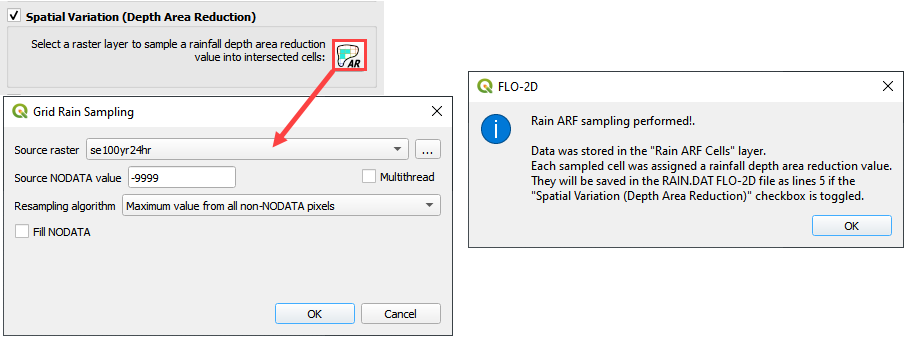 Spatial Variation (Depth Area Reduction)
Select a raster layer to sample a rainfall depth area reduction
value into intersected cells:
AR
Grid Rain Sampling
Source raster se100yr24hr ...
Source NODATA value -9999 Multithread
Resampling algorithm Maximum value from all non-NODATA pixels
Fill NODATA
OK Cancel
FLO-2D
Rain ARF sampling performed!.
Data was stored in the "Rain ARF Cells" layer.
Each sampled cell was assigned a rainfall depth area reduction value.
They will be saved in the RAIN.DAT FLO-2D file as lines 5 if the
"Spatial Variation (Depth Area Reduction)" checkbox is toggled.
OK